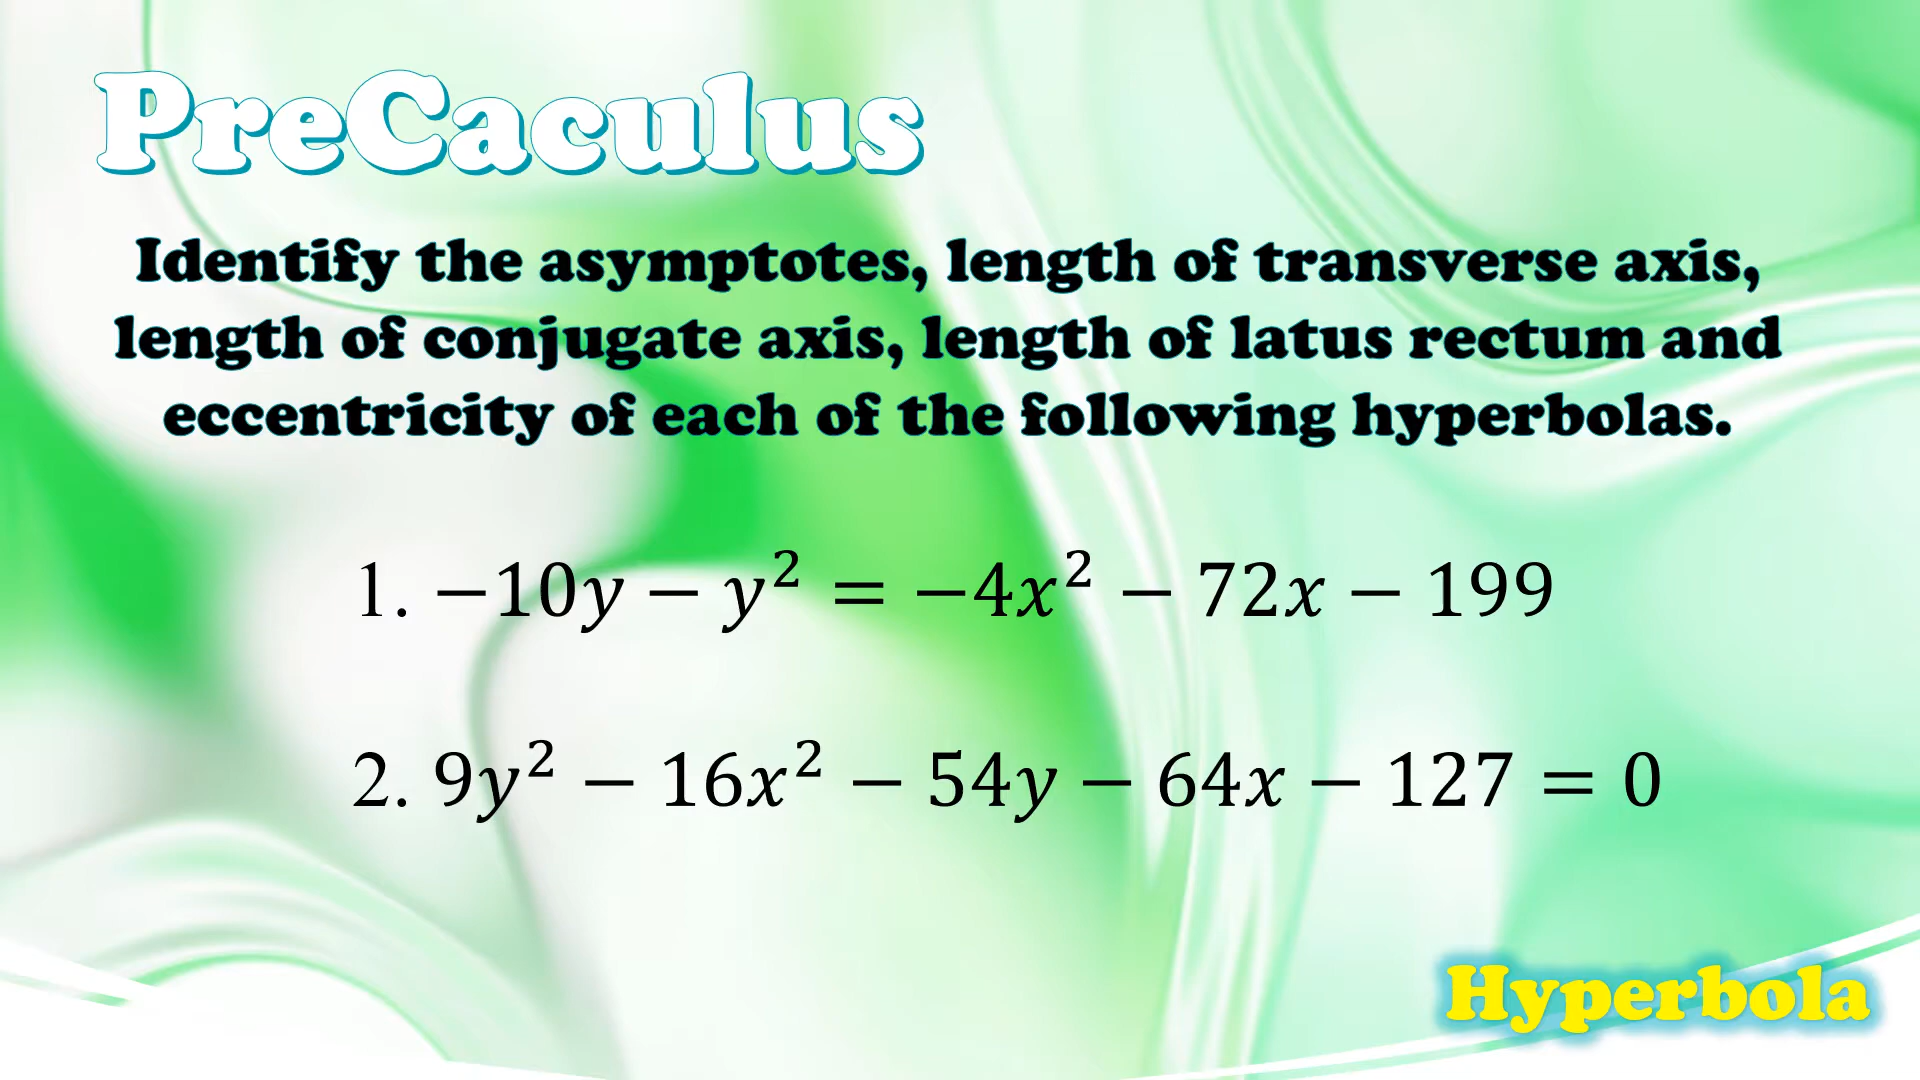 PreCaculus
Identify the asymptotes, length of transverse axis,
length of conjugate axis, length of latus rectum and
eccentricity of each of the following hyperbolas.
1. −10y − y² = −4x² − 72x − 199
2. 9y² − 16x² − 54y − 64x − 127 = 0
Hyperbola